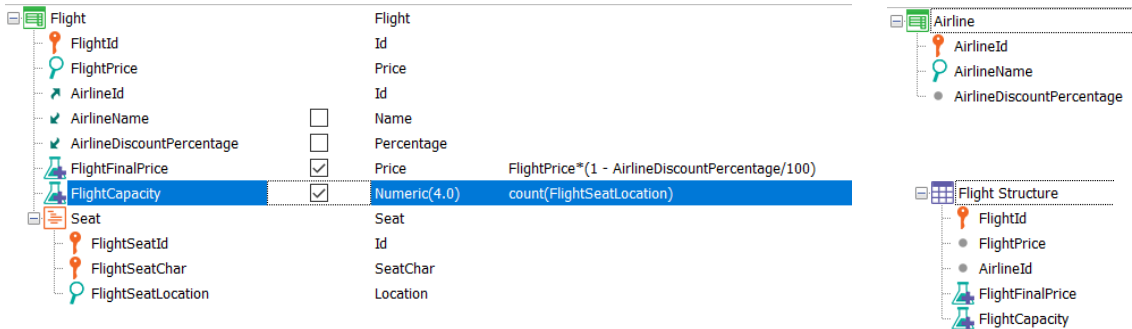 Flight Flight
FlightId Id
FlightPrice Price
AirlineId Id
AirlineName Name
AirlineDiscountPercentage Percentage
FlightFinalPrice Price FlightPrice*(1 - AirlineDiscountPercentage/100)
FlightCapacity Numeric(4.0) count(FlightSeatLocation)
Seat Seat
FlightSeatId Id
FlightSeatChar SeatChar
FlightSeatLocation Location
Airline
AirlineId
AirlineName
AirlineDiscountPercentage
Flight Structure
FlightId
FlightPrice
AirlineId
FlightFinalPrice
FlightCapacity